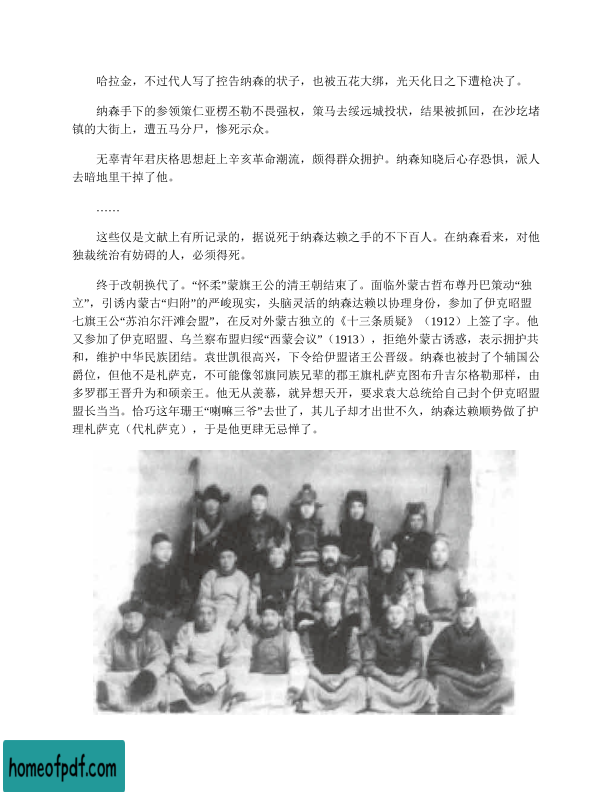 哈拉金，不过代人写了控告纳森的状子，也被五花大绑，光天化日之下遭枪决了。
纳森手下的参领策仁亚楞丕勒不畏强权，策马去绥远城投状，结果被抓回，在沙圪堵
镇的大街上，遭五马分尸，惨死示众。
无辜青年君庆格思想赶上辛亥革命潮流，颇得群众拥护。纳森知晓后心存恐惧，派人
去暗地里干掉了他。
……
这些仅是文献上有所记录的，据说死于纳森达赖之手的不下百人。在纳森看来，对他
独裁统治有妨碍的人，必须得死。
终于改朝换代了。“怀柔”蒙旗王公的清王朝结束了。面临外蒙古哲布尊丹巴策动“独
立”，引诱内蒙古“归附”的严峻现实，头脑灵活的纳森达赖以协理身份，参加了伊克昭盟
七旗王公“苏泊尔汗滩会盟”，在反对外蒙古独立的《十三条质疑》（1912）上签了字。他
又参加了伊克昭盟、乌兰察布盟归绥“西蒙会议”（1913），拒绝外蒙古诱惑，表示拥护共
和，维护中华民族团结。袁世凯很高兴，下令给伊盟诸王公晋级。纳森也被封了个辅国公
爵位，但他不是札萨克，不可能像邻旗同族兄辈的郡王旗札萨克图布升吉尔格勒那样，由
多罗郡王晋升为和硕亲王。他无从羡慕，就异想天开，要求袁大总统给自己封个伊克昭盟
盟长当当。恰巧这年珊王“喇嘛三爷”去世了，其儿子却才出世不久，纳森达赖顺势做了护
理札萨克（代札萨克），于是他更肆无忌惮了。
homeofpdf.com